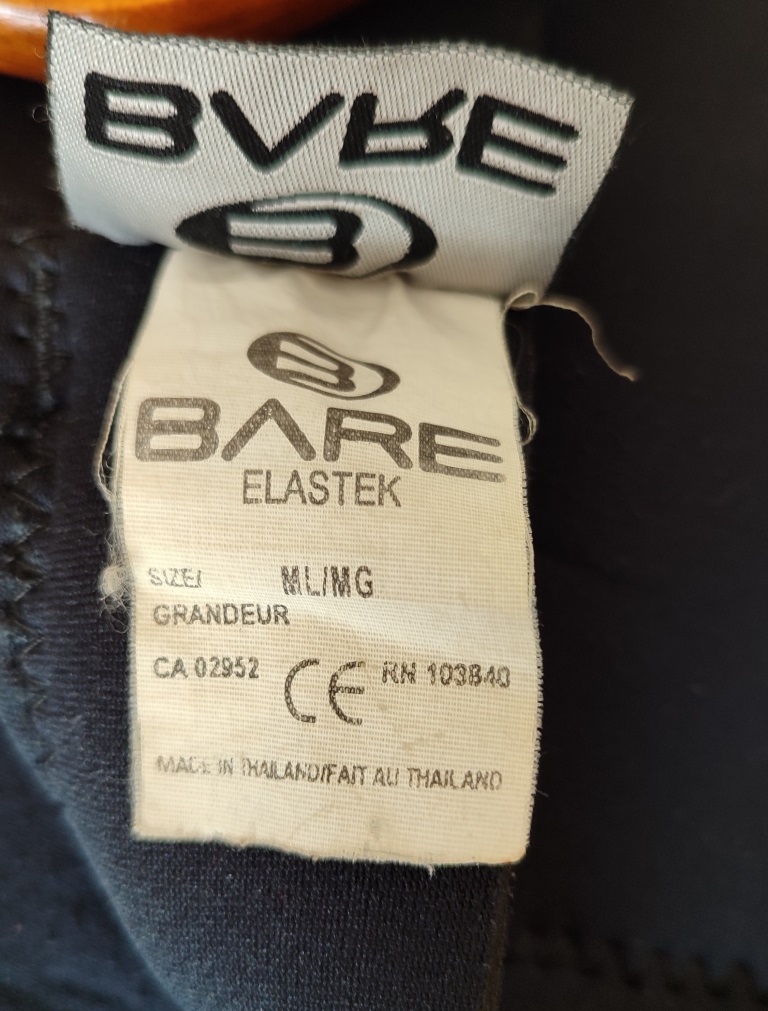 BARE
B
B
BARE
ELASTEK
SIZE/ ML/MG
GRANDEUR
CA 02952 CE RN 103840
MADE IN THAILAND/FAIT AU THAILAND